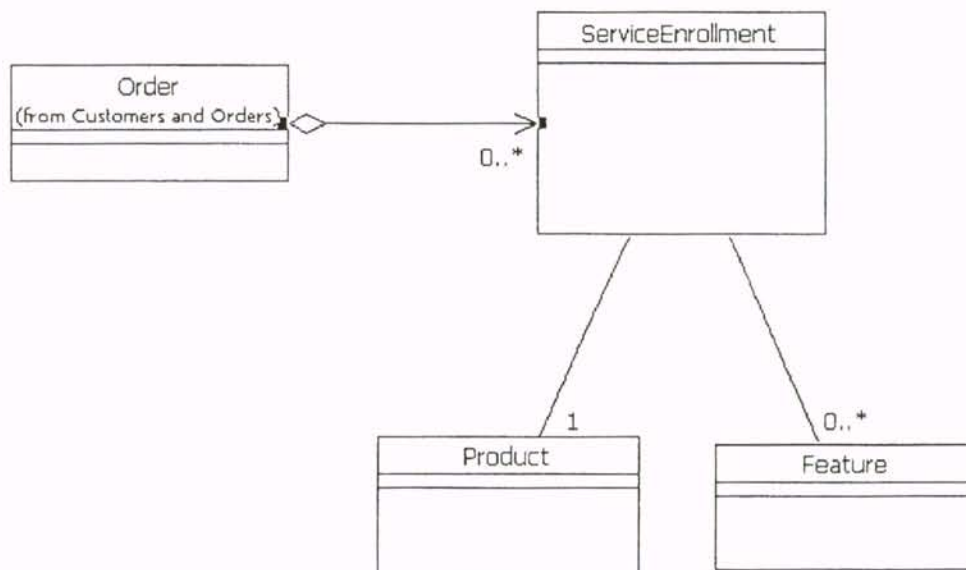 ServiceEnrollment
Order
(from Customers and Orders)
0..*
1
0..*
Product
Feature